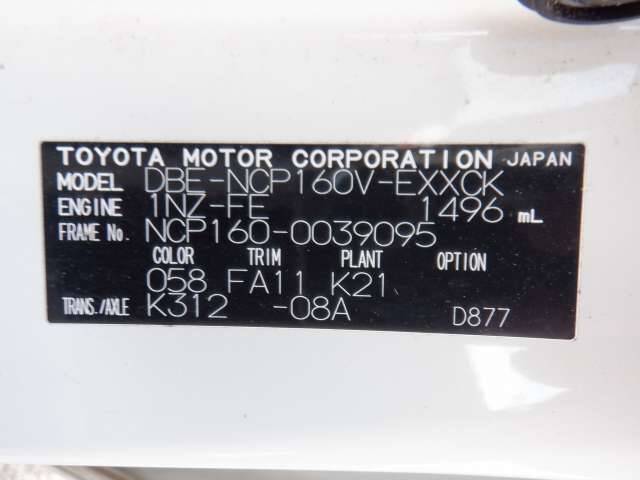 TOYOTA MOTOR CORPORATION JAPAN
MODEL DBE-NCP160V-EXXCK
ENGINE 1NZ-FE 1496 mL
FRAME No. NCP160-0039095
COLOR TRIM PLANT OPTION
058 FA11 K21
TRANS./AXLE K312 -08A D877